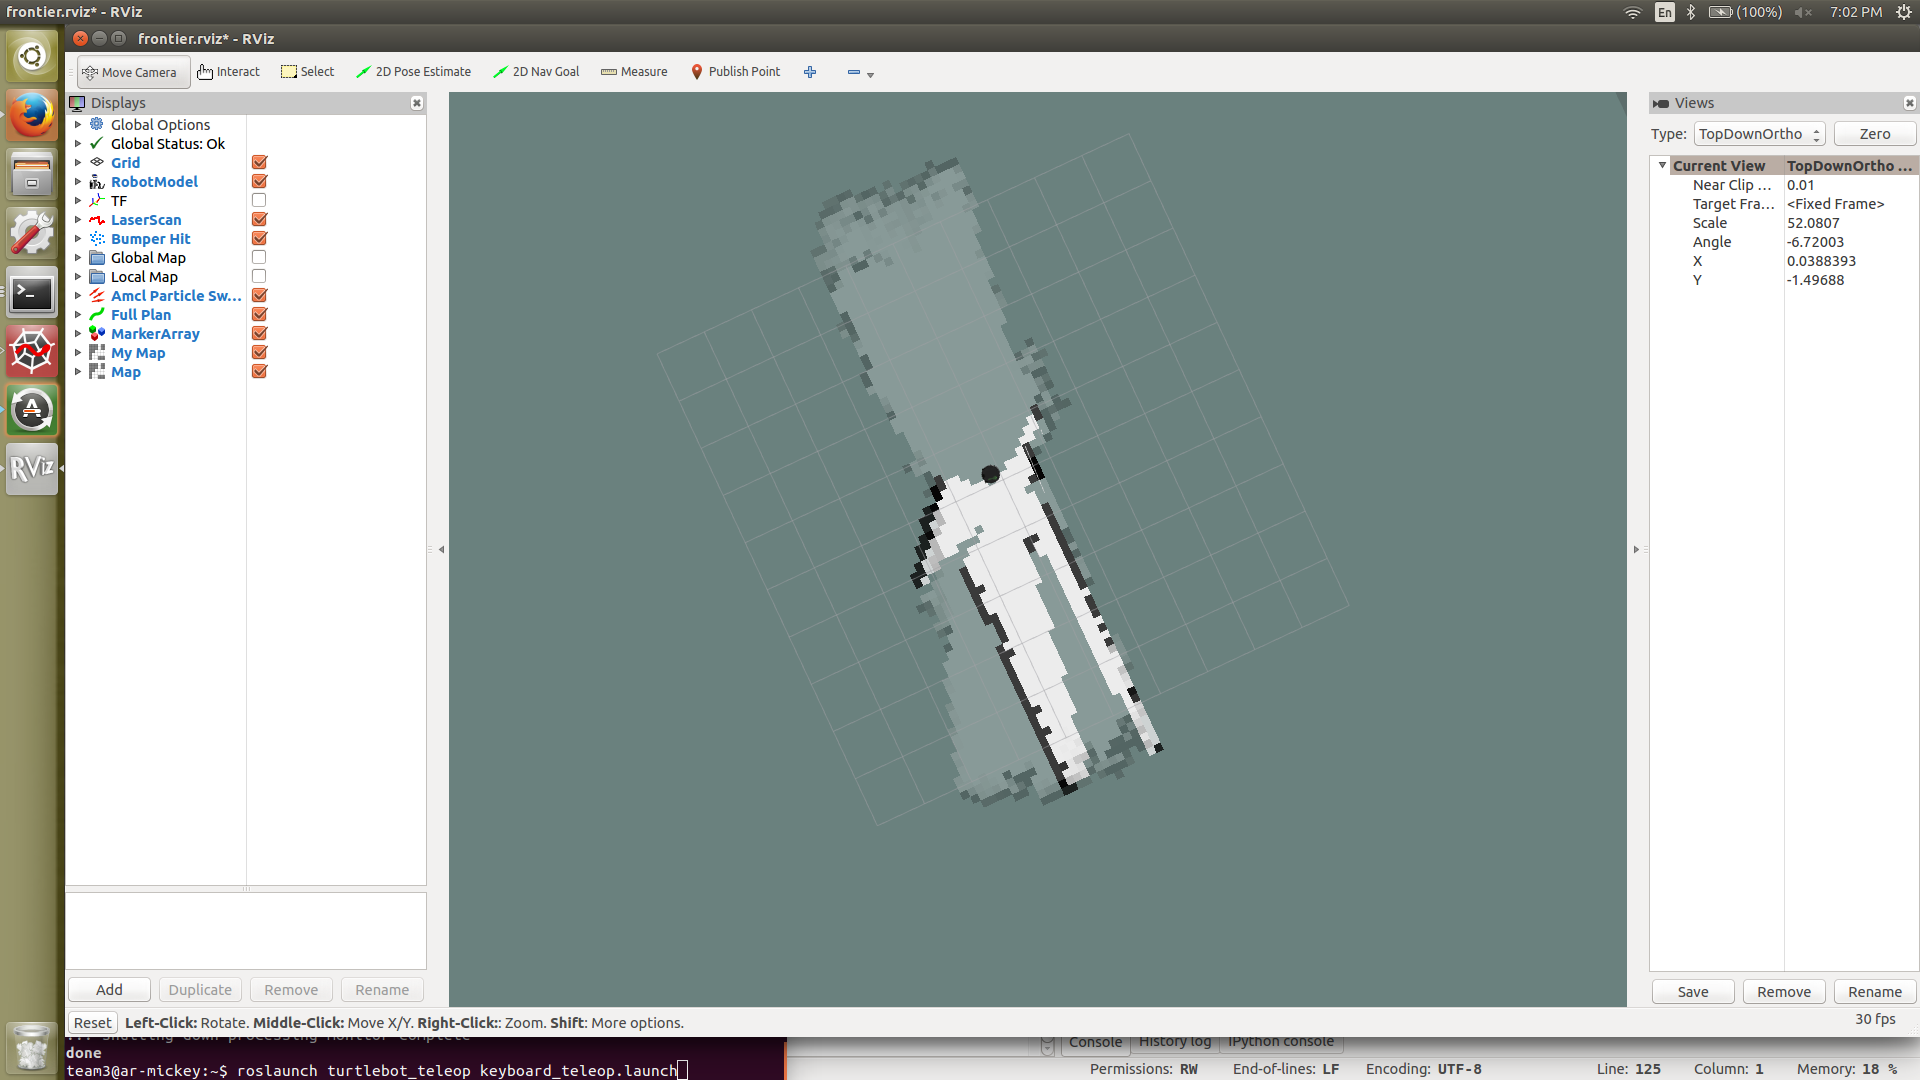 frontier.rviz* - RViz
En
(100%)
7:02 PM
frontier.rviz* - RViz
Move Camera
Interact
Select
2D Pose Estimate
2D Nav Goal
Measure
Publish Point
Displays
Global Options
Global Status: Ok
Grid
RobotModel
TF
LaserScan
Bumper Hit
Global Map
Local Map
Amcl Particle Sw...
Full Plan
MarkerArray
My Map
Map
Add
Duplicate
Remove
Rename
Views
Type:
TopDownOrtho
Zero
Current View TopDownOrtho ...
Near Clip ... 0.01
Target Fra... <Fixed Frame>
Scale 52.0807
Angle -6.72003
X 0.0388393
Y -1.49688
Save
Remove
Rename
RViz
Reset
Left-Click: Rotate. Middle-Click: Move X/Y. Right-Click:: Zoom. Shift: More options.
30 fps
... shutting down processing monitor complete
done
team3@ar-mickey:~$ roslaunch turtlebot_teleop keyboard_teleop.launch
Console
History log
IPython console
Permissions: RW
End-of-lines: LF
Encoding: UTF-8
Line: 125
Column: 1
Memory: 18 %